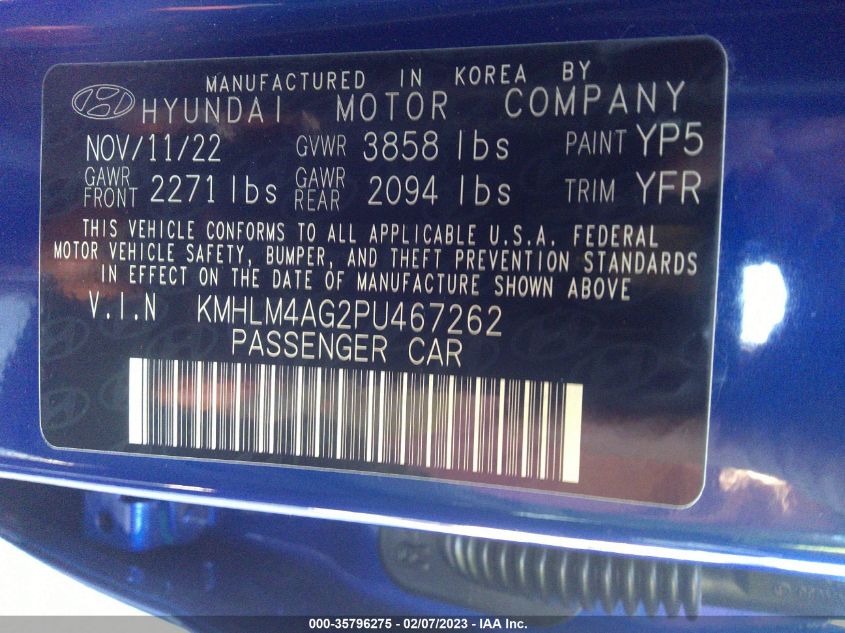 MANUFACTURED IN KOREA BY
HYUNDAI MOTOR COMPANY
NOV/11/22 GVWR 3858 lbs PAINT YP5
GAWR FRONT 2271 lbs GAWR REAR 2094 lbs TRIM YFR
THIS VEHICLE CONFORMS TO ALL APPLICABLE U.S.A. FEDERAL
MOTOR VEHICLE SAFETY, BUMPER, AND THEFT PREVENTION STANDARDS
IN EFFECT ON THE DATE OF MANUFACTURE SHOWN ABOVE
V.I.N KMHLM4AG2PU467262
PASSENGER CAR
000-35796275 - 02/07/2023 - IAA Inc.